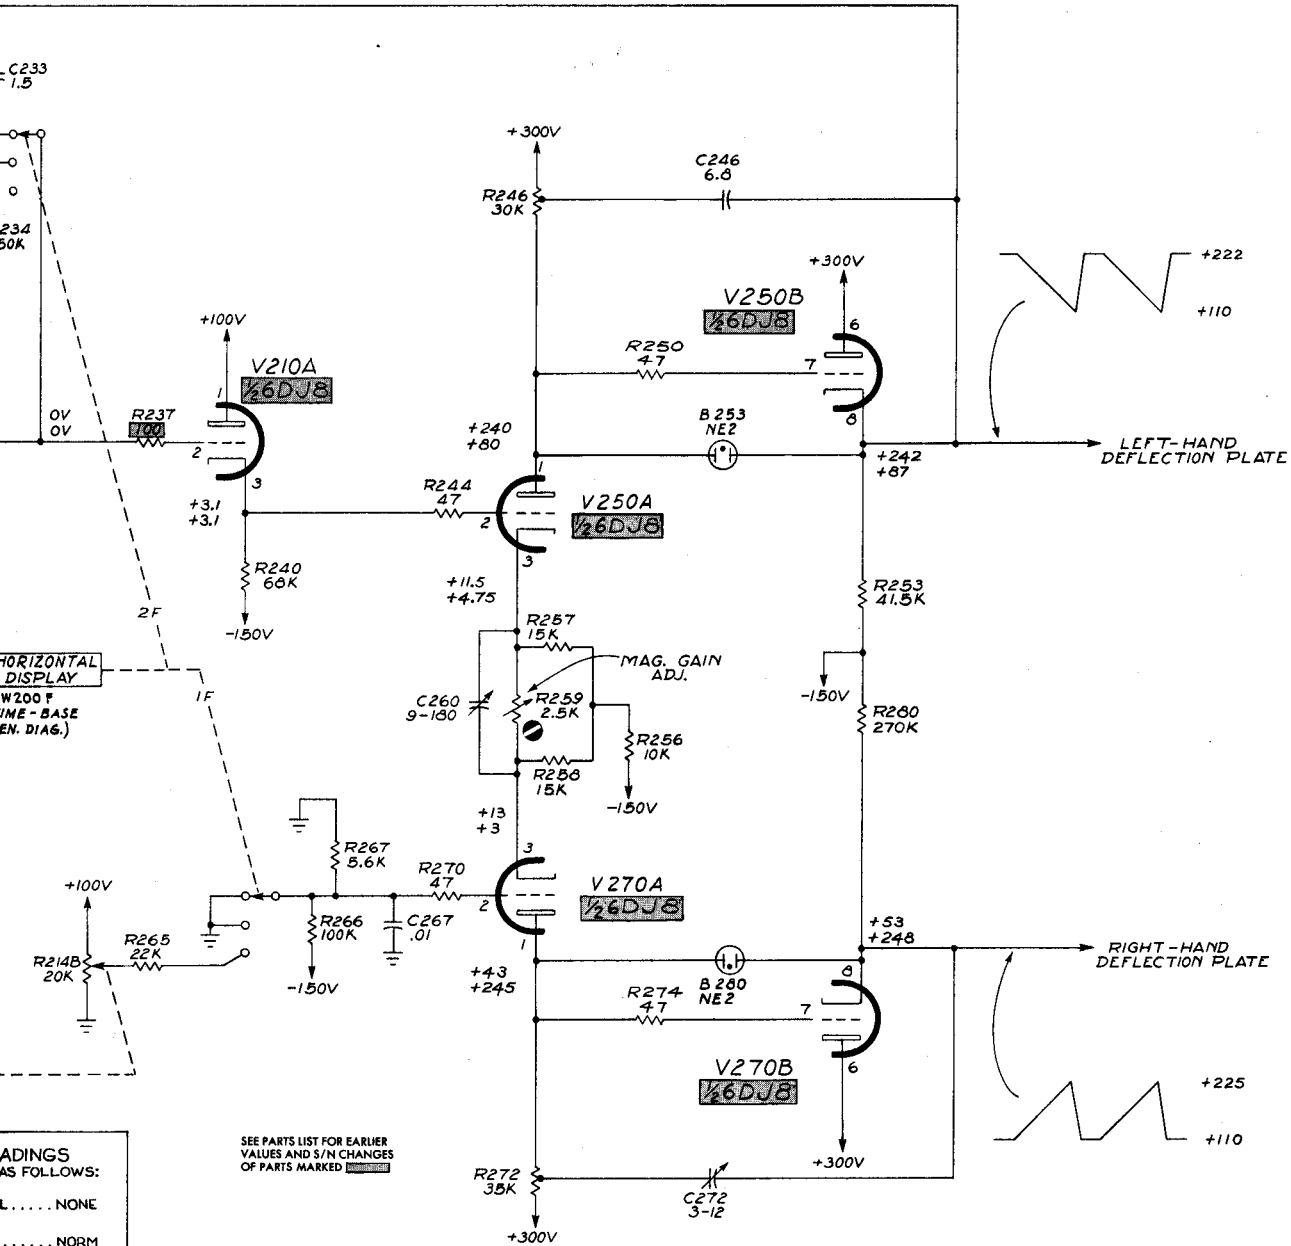 C233
1.5
+300V
C246
6.8
R246
30K
234
50K
+300V
+222
V250B
½6DJ8
6
+110
+100V
R250
47
7
V210A
½6DJ8
1
8
B253
NE2
0V
0V
R237
100
2
+240
+80
LEFT-HAND
DEFLECTION PLATE
+242
+87
3
1
R244
47
V250A
½6DJ8
+3.1
+3.1
2
3
R240
68K
+11.5
+4.75
R253
41.5K
2F
-150V
R257
15K
HORIZONTAL
DISPLAY
MAG. GAIN
ADJ.
W200 F
TIME-BASE
EN. DIAG.)
1F
C260
9-180
R259
2.5K
-150V
R280
270K
R256
10K
R258
15K
-150V
+13
+3
R267
5.6K
3
R270
47
V270A
½6DJ8
+100V
2
R266
100K
C267
.01
1
+53
+248
R265
22K
R214B
20K
RIGHT-HAND
DEFLECTION PLATE
-150V
+43
+245
B280
NE2
8
R274
47
7
V270B
½6DJ8
6
+225
+110
SEE PARTS LIST FOR EARLIER
VALUES AND S/N CHANGES
OF PARTS MARKED
ADINGS
AS FOLLOWS:
+300V
R272
35K
L.....NONE
C272
3-12
+300V
......NORM